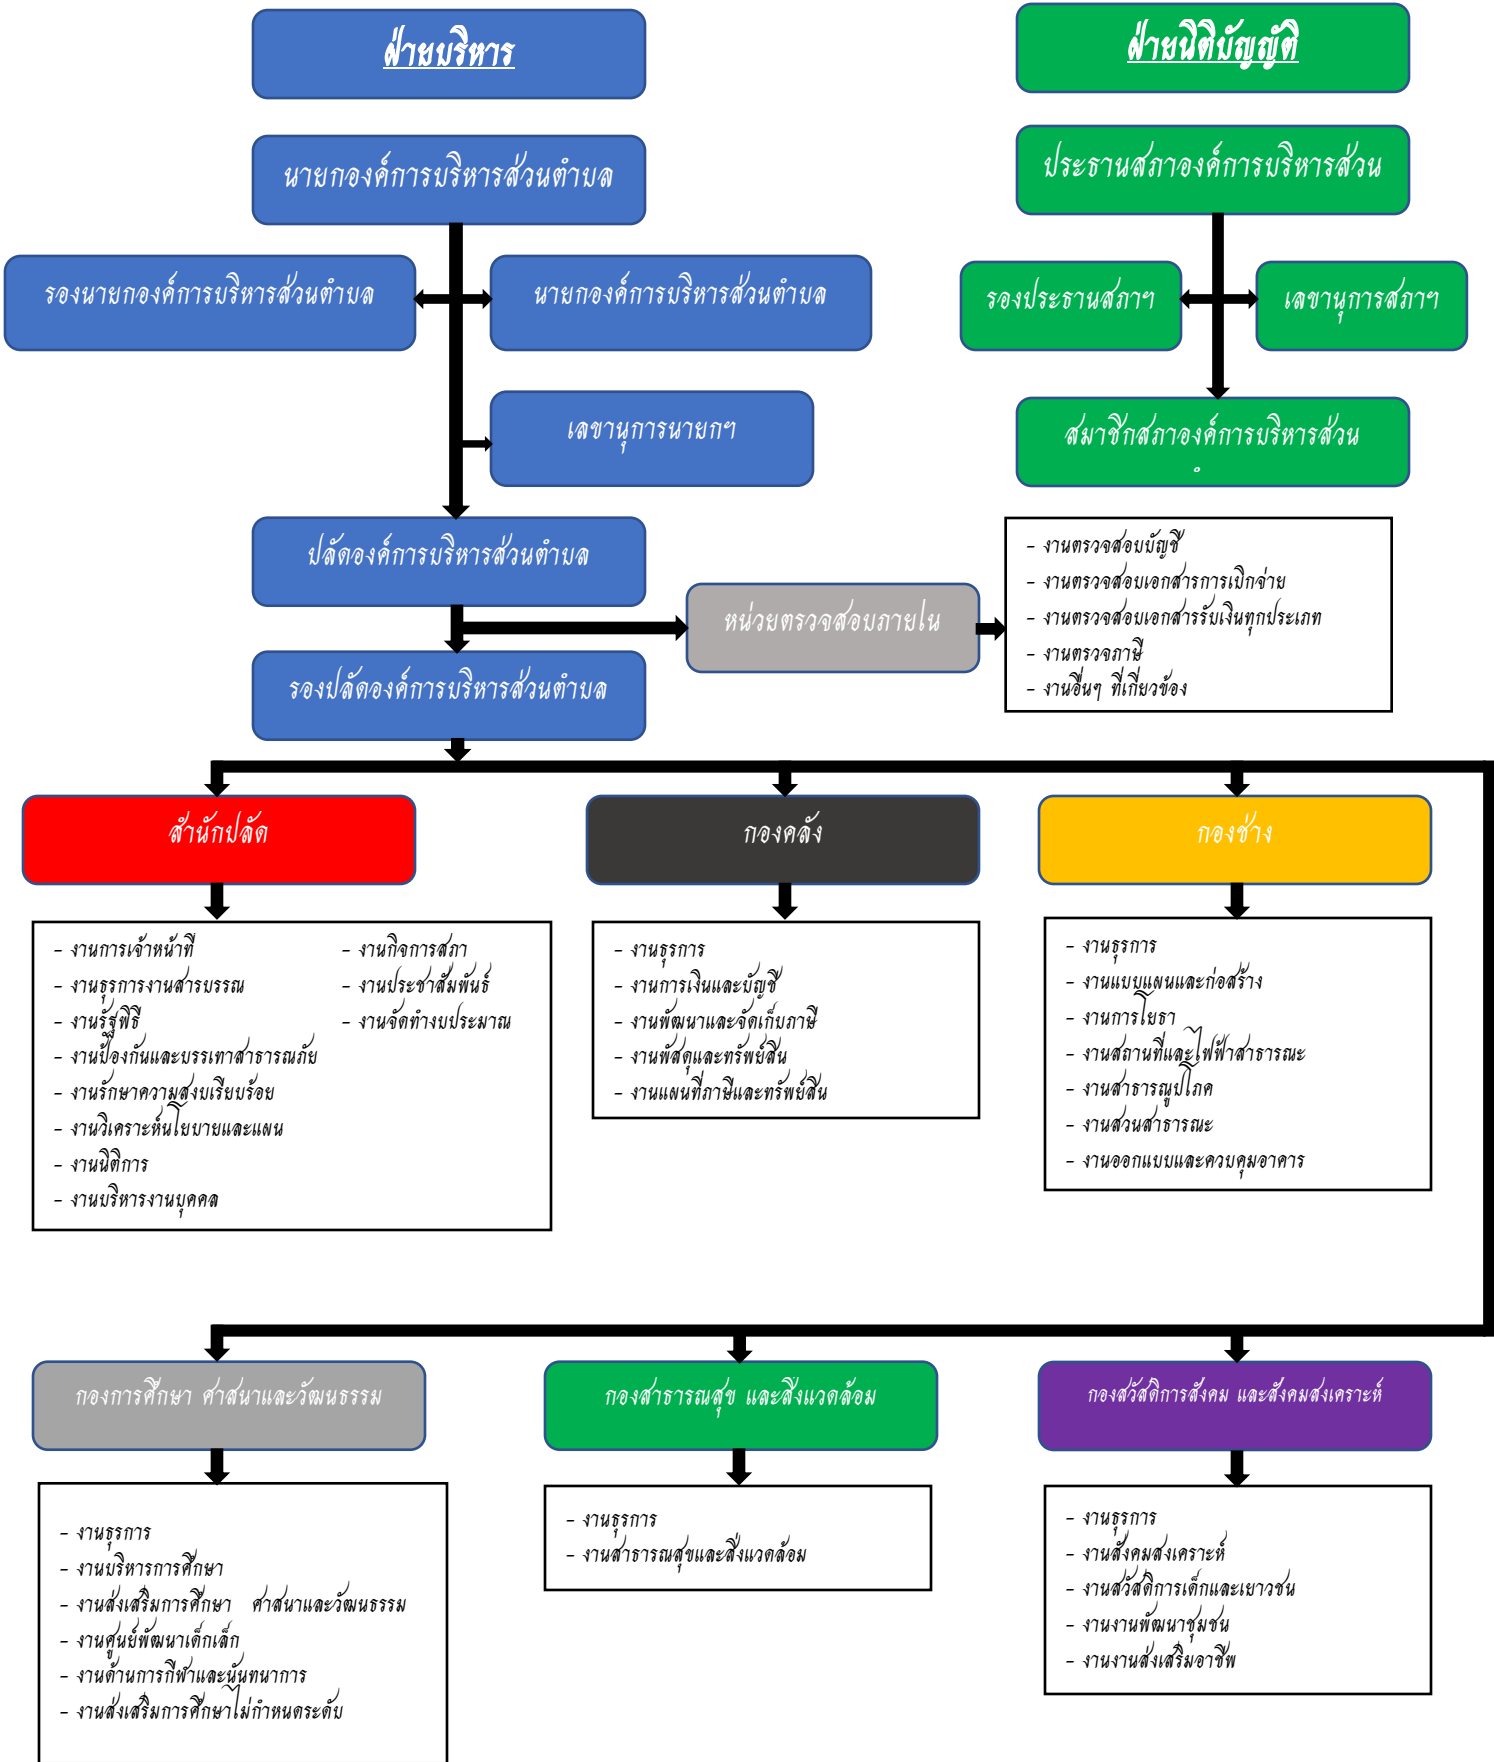 ฝ่ายบริหาร
ฝ่ายนิติบัญญัติ
นายกองค์การบริหารส่วนตำบล
ประธานสภาองค์การบริหารส่วน
รองนายกองค์การบริหารส่วนตำบล
นายกองค์การบริหารส่วนตำบล
รองประธานสภาฯ
เลขานุการสภาฯ
เลขานุการนายกฯ
สมาชิกสภาองค์การบริหารส่วน
ปลัดองค์การบริหารส่วนตำบล
หน่วยตรวจสอบภายใน
- งานตรวจสอบบัญชี
- งานตรวจสอบเอกสารการเบิกจ่าย
- งานตรวจสอบเอกสารรับเงินทุกประเภท
- งานตรวจภาษี
- งานอื่นๆ ที่เกี่ยวข้อง
รองปลัดองค์การบริหารส่วนตำบล
สำนักปลัด
กองคลัง
กองช่าง
- งานการเจ้าหน้าที่
- งานธุรการงานสารบรรณ
- งานรัฐพิธี
- งานป้องกันและบรรเทาสาธารณภัย
- งานรักษาความสงบเรียบร้อย
- งานวิเคราะห์นโยบายและแผน
- งานนิติการ
- งานบริหารงานบุคคล
- งานกิจการสภา
- งานประชาสัมพันธ์
- งานจัดทำงบประมาณ
- งานธุรการ
- งานการเงินและบัญชี
- งานพัฒนาและจัดเก็บภาษี
- งานพัสดุและทรัพย์สิน
- งานแผนที่ภาษีและทรัพย์สิน
- งานธุรการ
- งานแบบแผนและก่อสร้าง
- งานการโยธา
- งานสถานที่และไฟฟ้าสาธารณะ
- งานสาธารณูปโภค
- งานสวนสาธารณะ
- งานออกแบบและควบคุมอาคาร
กองการศึกษา ศาสนาและวัฒนธรรม
กองสาธารณสุข และสิ่งแวดล้อม
กองสวัสดิการสังคม และสังคมสงเคราะห์
- งานธุรการ
- งานบริหารการศึกษา
- งานส่งเสริมการศึกษา ศาสนาและวัฒนธรรม
- งานศูนย์พัฒนาเด็กเล็ก
- งานด้านการกีฬาและนันทนาการ
- งานส่งเสริมการศึกษาไม่กำหนดระดับ
- งานธุรการ
- งานสาธารณสุขและสิ่งแวดล้อม
- งานธุรการ
- งานสังคมสงเคราะห์
- งานสวัสดิการเด็กและเยาวชน
- งานงานพัฒนาชุมชน
- งานงานส่งเสริมอาชีพ